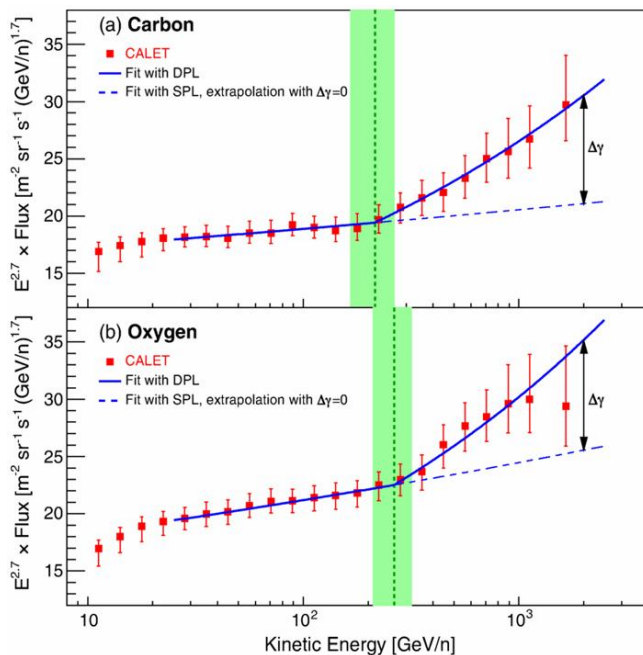 (a) Carbon
CALET
Fit with DPL
Fit with SPL, extrapolation with Δγ=0
Δγ
E^2.7 × Flux [m^-2 sr^-1 s^-1 (GeV/n)^1.7]
35
30
25
20
15
(b) Oxygen
CALET
Fit with DPL
Fit with SPL, extrapolation with Δγ=0
Δγ
E^2.7 × Flux [m^-2 sr^-1 s^-1 (GeV/n)^1.7]
35
30
25
20
15
10 10^2 10^3
Kinetic Energy [GeV/n]